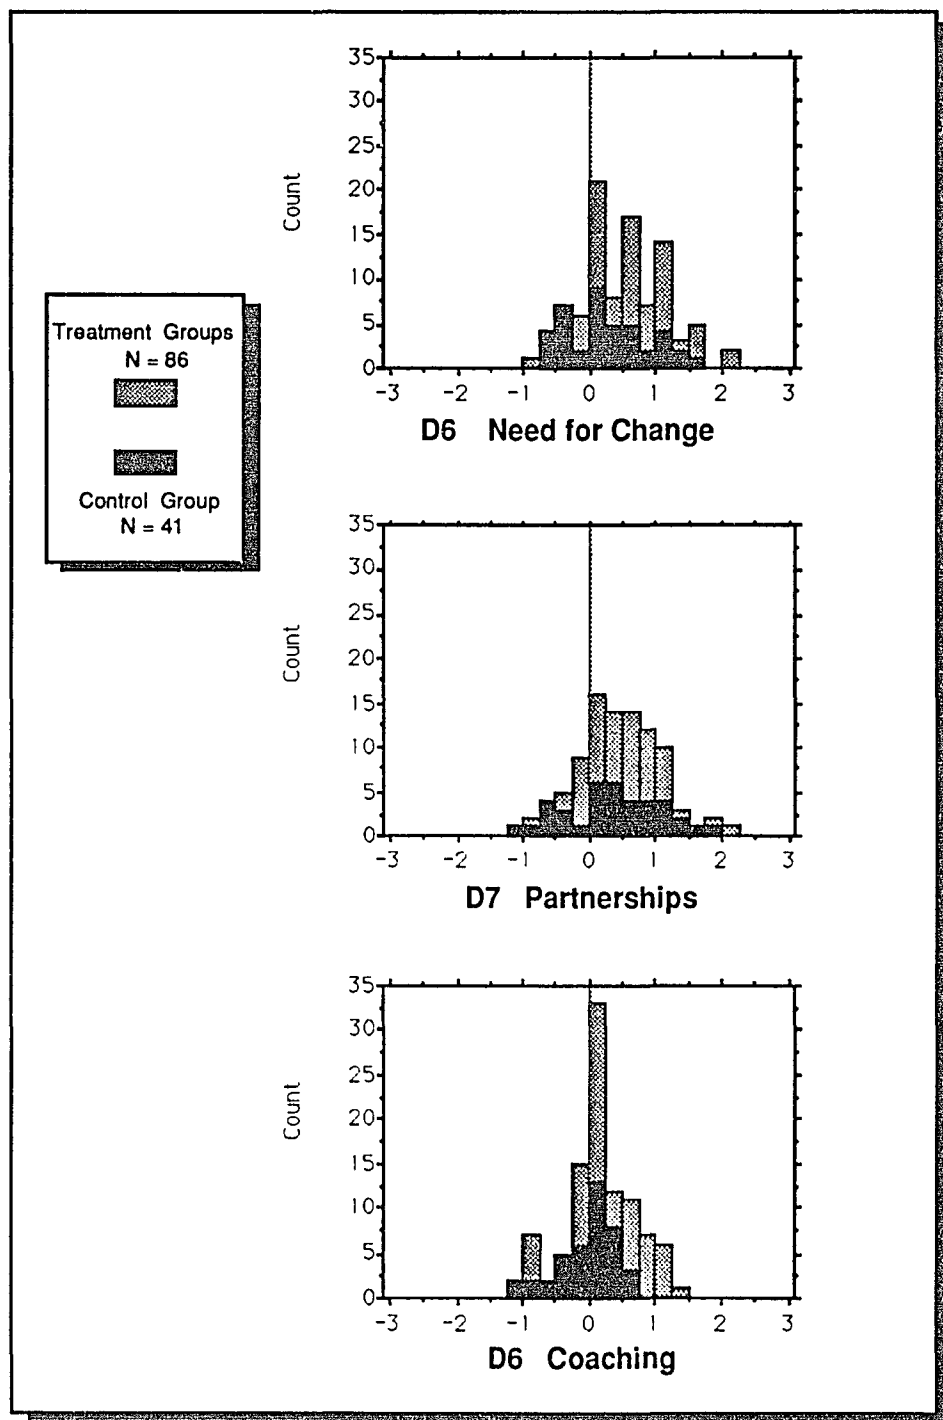 35
30
25
20
15
10
5
0
Count
-3 -2 -1 0 1 2 3
D6 Need for Change
Treatment Groups
N = 86
Control Group
N = 41
35
30
25
20
15
10
5
0
Count
-3 -2 -1 0 1 2 3
D7 Partnerships
35
30
25
20
15
10
5
0
Count
-3 -2 -1 0 1 2 3
D6 Coaching